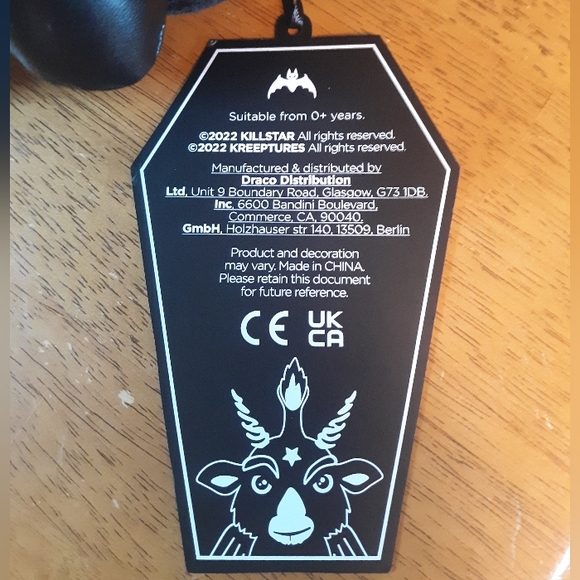 Suitable from 0+ years.
©2022 KILLSTAR All rights reserved.
©2022 KREEPTURES All rights reserved.
Manufactured & distributed by
Draco Distribution
Ltd, Unit 9 Boundary Road, Glasgow, G73 1DB.
Inc, 6600 Bandini Boulevard,
Commerce, CA, 90040.
GmbH, Holzhauser str 140, 13509, Berlin
Product and decoration
may vary. Made in CHINA.
Please retain this document
for future reference.
CE UK
CA